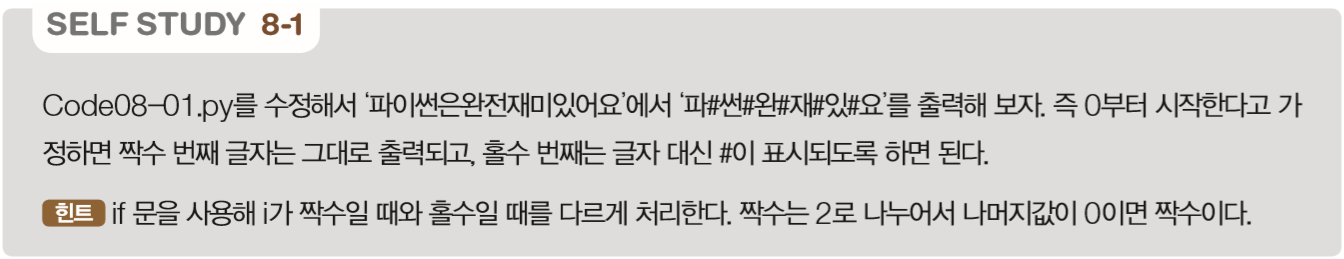 SELF STUDY 8-1
Code08-01.py를 수정해서 ‘파이썬은완전재미있어요’에서 ‘파#썬#완#재#있#요’를 출력해 보자. 즉 0부터 시작한다고 가
정하면 짝수 번째 글자는 그대로 출력되고, 홀수 번째는 글자 대신 #이 표시되도록 하면 된다.
힌트 if 문을 사용해 i가 짝수일 때와 홀수일 때를 다르게 처리한다. 짝수는 2로 나누어서 나머지값이 0이면 짝수이다.